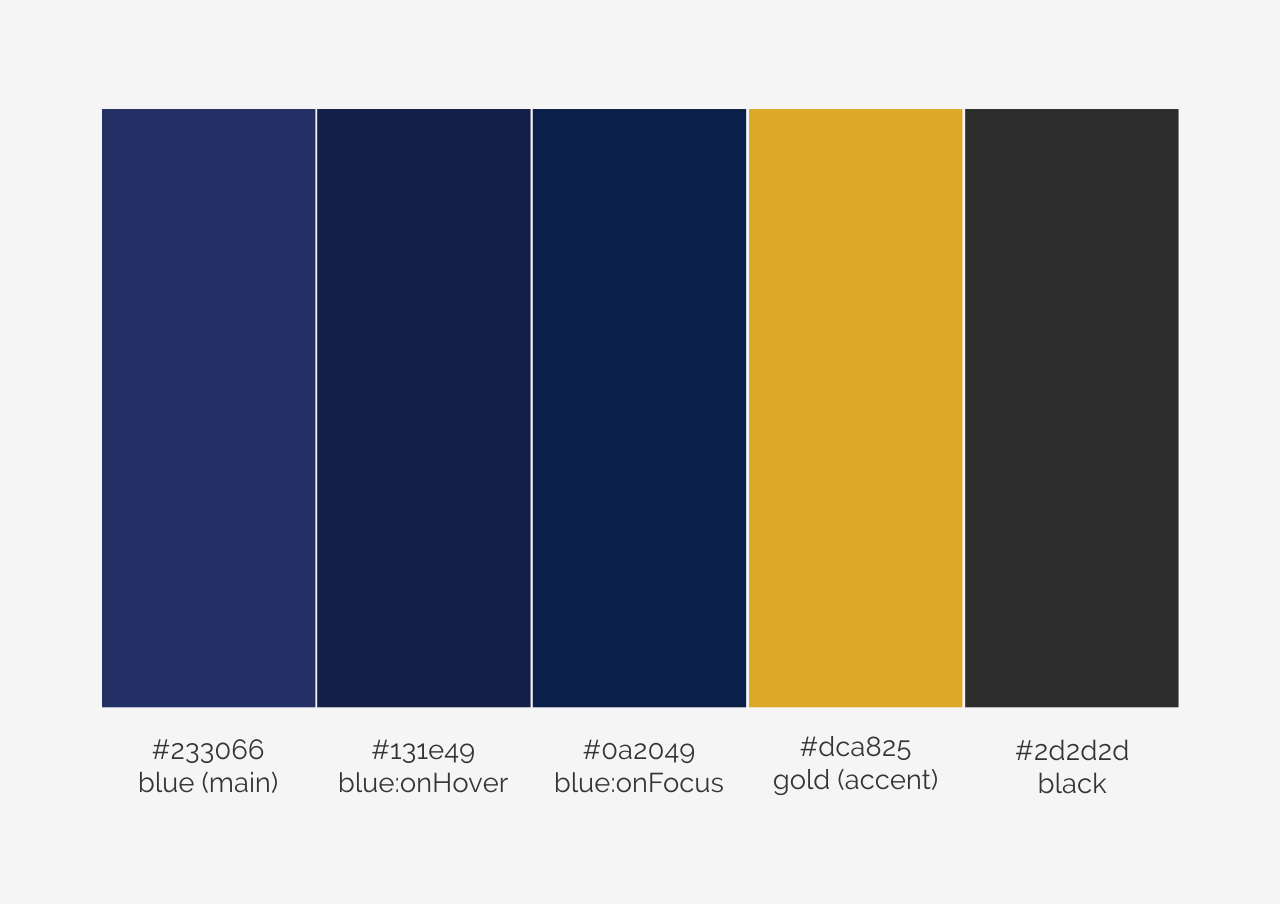 #233066
blue (main)
#131e49
blue:onHover
#0a2049
blue:onFocus
#dca825
gold (accent)
#2d2d2d
black